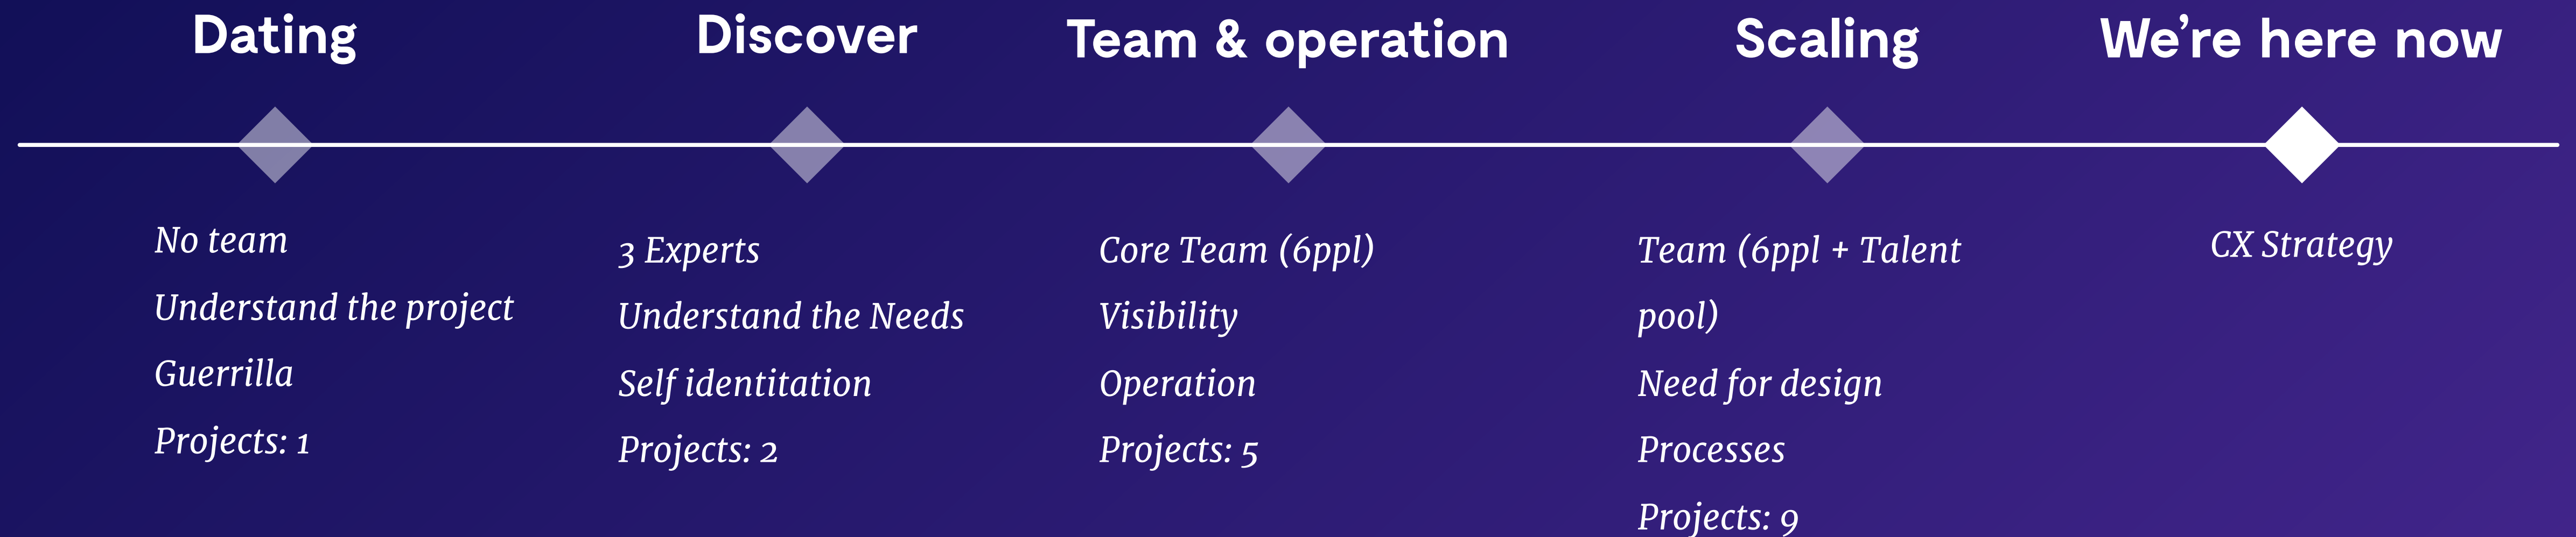 Dating
Discover
Team & operation
Scaling
We’re here now
No team
Understand the project
Guerrilla
Projects: 1
3 Experts
Understand the Needs
Self identitation
Projects: 2
Core Team (6ppl)
Visibility
Operation
Projects: 5
Team (6ppl + Talent
pool)
Need for design
Processes
Projects: 9
CX Strategy